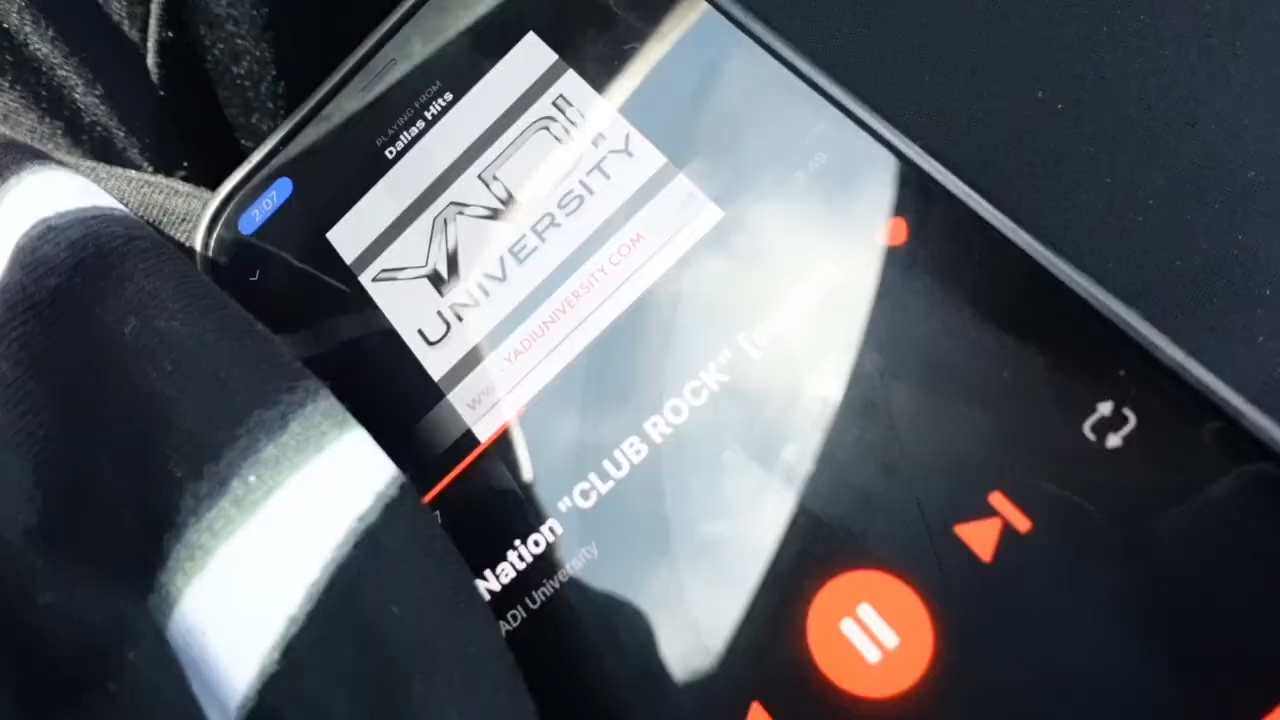 2:07
PLAYING FROM
Dallas Hits
YADI
UNIVERSITY
YADIUNIVERSITY.COM
Nation "CLUB ROCK" [
ADI University